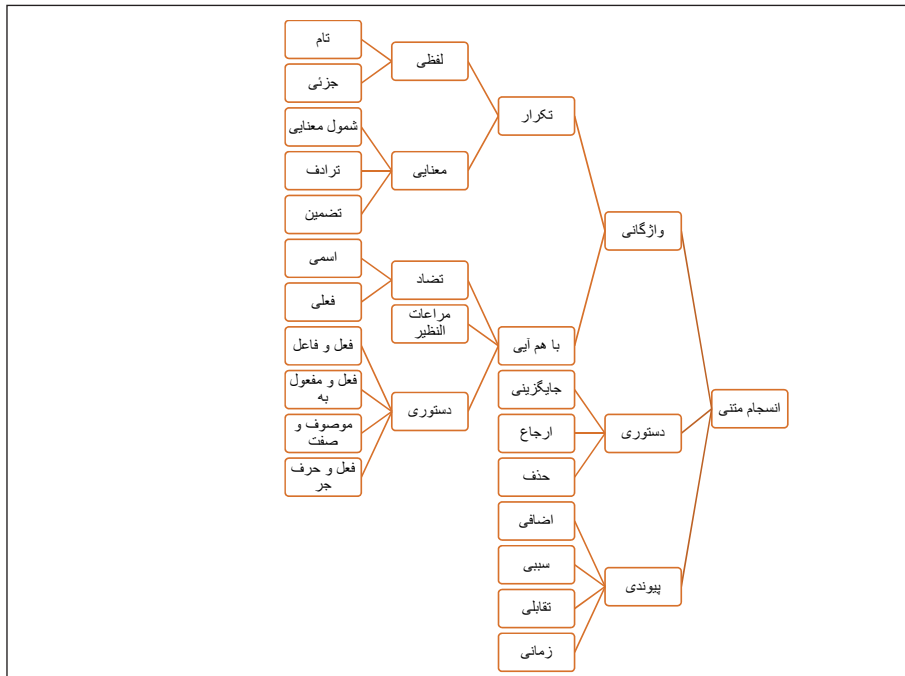 انسجام متنی
واژگانی
تکرار
لفظی
تام
جزئی
معنایی
شمول معنایی
ترادف
تضمین
با هم آیی
تضاد
اسمی
فعلی
مراعات
النظیر
دستوری
فعل و فاعل
فعل و مفعول
به
موصوف و
صفت
فعل و حرف
جر
دستوری
جایگزینی
ارجاع
حذف
پیوندی
اضافی
سببی
تقابلی
زمانی